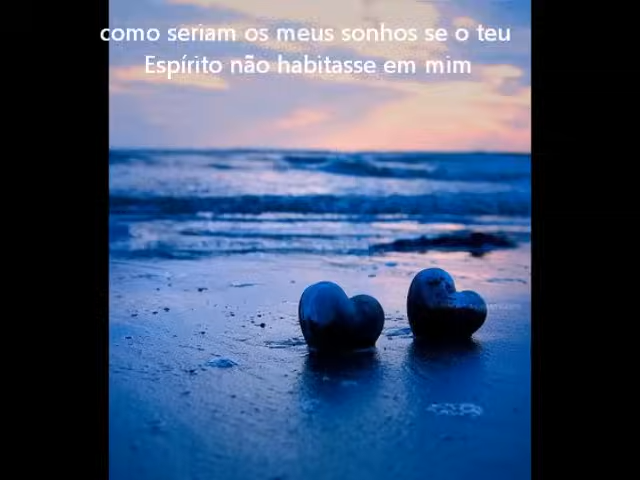 como seriam os meus sonhos se o teu
Espírito não habitasse em mim